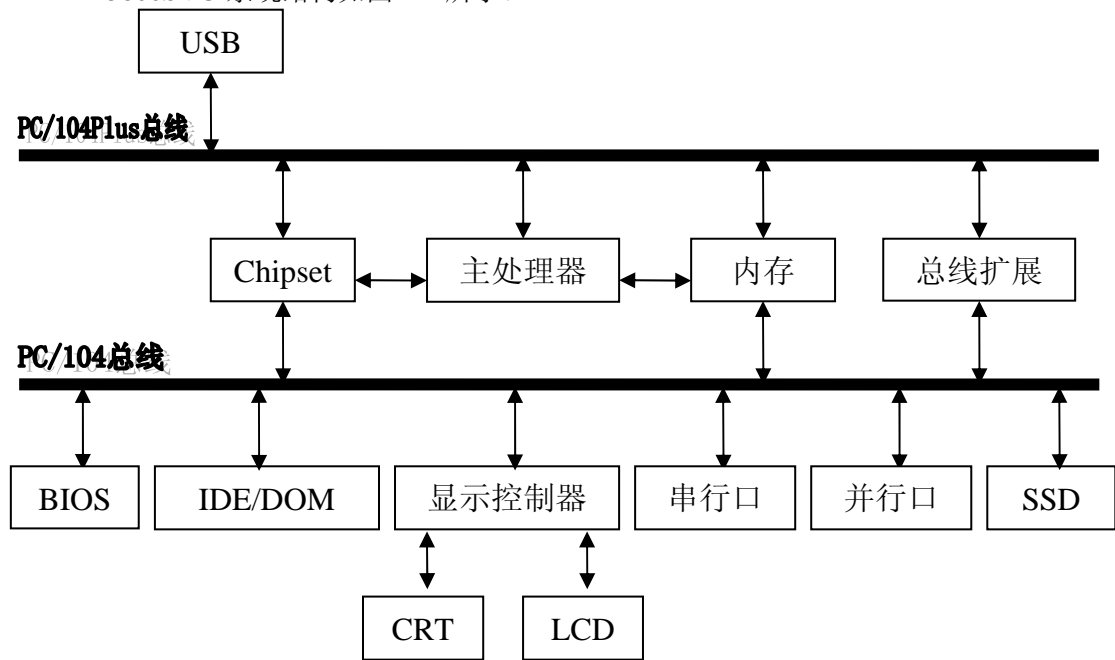 USB
PC/104Plus总线
Chipset 主处理器 内存 总线扩展
PC/104总线
BIOS IDE/DOM 显示控制器 串行口 并行口 SSD
CRT LCD